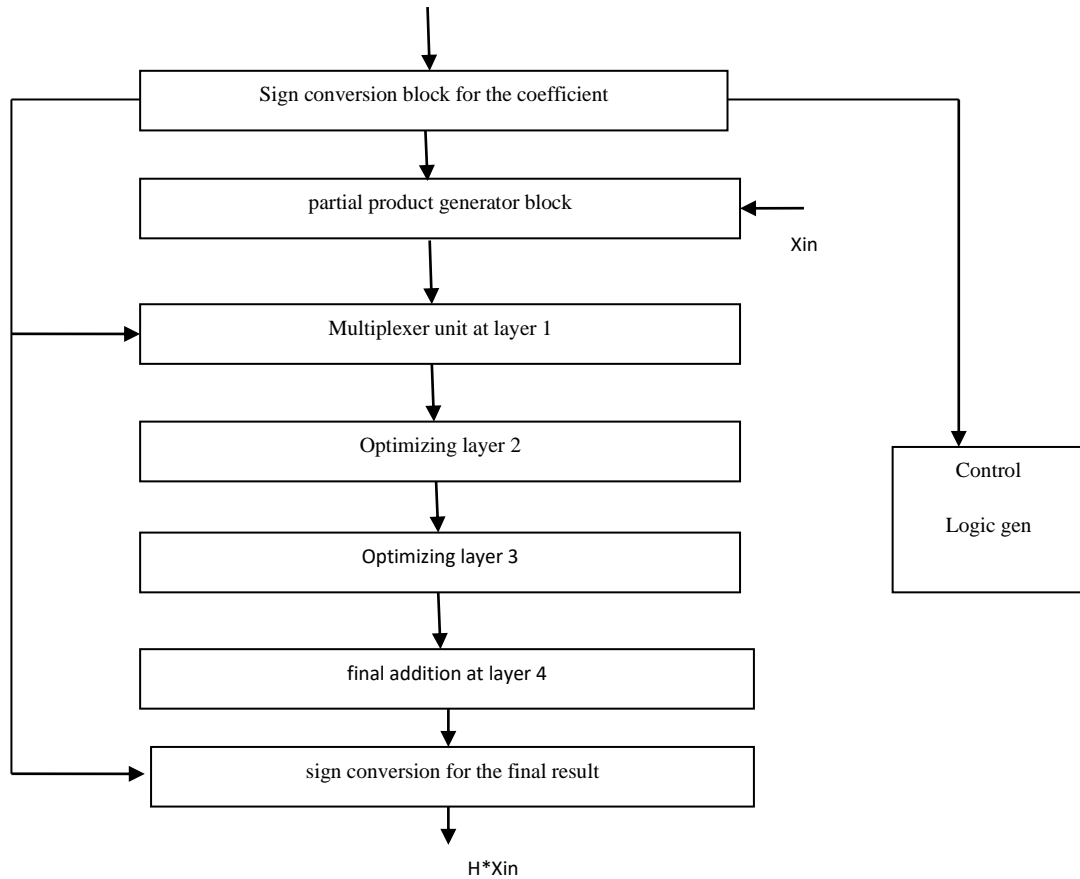 Sign conversion block for the coefficient
partial product generator block
Xin
Multiplexer unit at layer 1
Optimizing layer 2
Control
Logic gen
Optimizing layer 3
final addition at layer 4
sign conversion for the final result
H*Xin